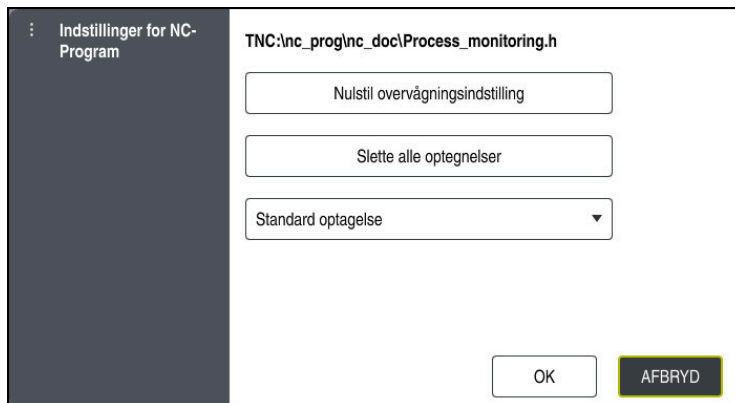 Indstillinger for NC-
Program
TNC:\nc_prog\nc_doc\Process_monitoring.h
Nulstil overvågningsindstilling
Slette alle optegnelser
Standard optagelse
OK
AFBRYD